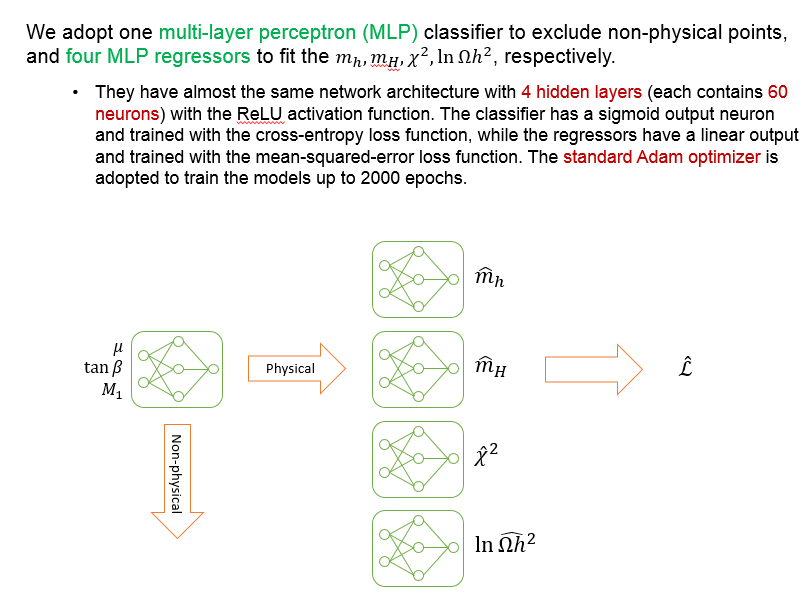 We adopt one multi-layer perceptron (MLP) classifier to exclude non-physical points,
and four MLP regressors to fit the 𝑚ₕ, 𝑚_H, χ², ln Ωh², respectively.
• They have almost the same network architecture with 4 hidden layers (each contains 60
neurons) with the ReLU activation function. The classifier has a sigmoid output neuron
and trained with the cross-entropy loss function, while the regressors have a linear output
and trained with the mean-squared-error loss function. The standard Adam optimizer is
adopted to train the models up to 2000 epochs.
m̂ₕ
μ
tan β
M₁
Physical
m̂_H
ℒ̂
Non-physical
χ̂²
ln Ωh²̂